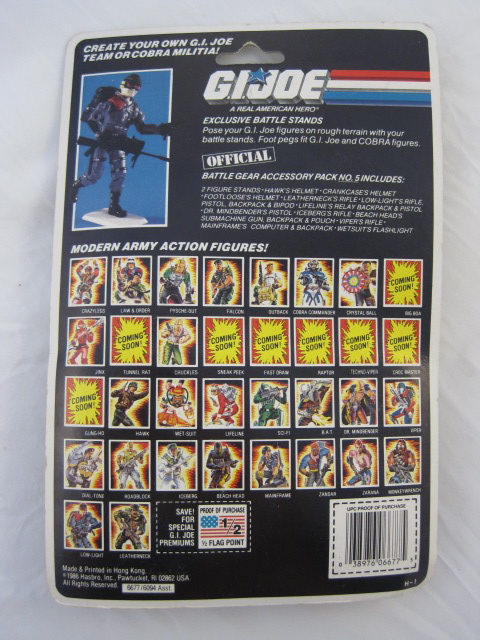 CREATE YOUR OWN G.I. JOE
TEAM OR COBRA MILITIA!
G.I.JOE
A REAL AMERICAN HERO
EXCLUSIVE BATTLE STANDS
Pose your G.I. Joe figures on rough terrain with your
battle stands. Foot pegs fit G.I. Joe and COBRA figures.
OFFICIAL
BATTLE GEAR ACCESSORY PACK NO. 5 INCLUDES:
2 FIGURE STANDS • HAWK'S HELMET • CRANKCASE'S HELMET
• FOOTLOOSE'S HELMET • LEATHERNECK'S RIFLE • LOW-LIGHT'S RIFLE,
PISTOL, BACKPACK & BIPOD • LIFELINE'S RELAY BACKPACK & PISTOL
• DR. MINDBENDER'S PISTOL • ICEBERG'S RIFLE • BEACH HEAD'S
SUBMACHINE GUN, BACKPACK & POUCH • VIPER'S RIFLE •
MAINFRAME'S COMPUTER & BACKPACK • WETSUIT'S FLASHLIGHT
MODERN ARMY ACTION FIGURES!
COMING SOON!
CRAZYLEGS LAW & ORDER PYSCHE-OUT FALCON OUTBACK COBRA COMMANDER CRYSTAL BALL BIG BOA
COMING SOON! COMING SOON! COMING SOON! COMING SOON! COMING SOON! COMING SOON!
JINX TUNNEL RAT CHUCKLES SNEAK PEEK FAST DRAW RAPTOR TECHNO-VIPER CROC MASTER
COMING SOON!
GUNG-HO HAWK WET-SUIT LIFELINE SCI-FI B.A.T. DR. MINDBENDER VIPER
DIAL-TONE ROADBLOCK ICEBERG BEACH HEAD MAINFRAME ZANDAR ZARANA MONKEYWRENCH
LOW-LIGHT LEATHERNECK
SAVE!
FOR
SPECIAL
G.I. JOE
PREMIUMS
PROOF OF PURCHASE
1/2
½ FLAG POINT
UPC PROOF OF PURCHASE
0 38976 06677 5
Made & Printed in Hong Kong
©1986 Hasbro, Inc., Pawtucket, RI 02862 USA
All Rights Reserved. 6677/6094 Asst.
H-1